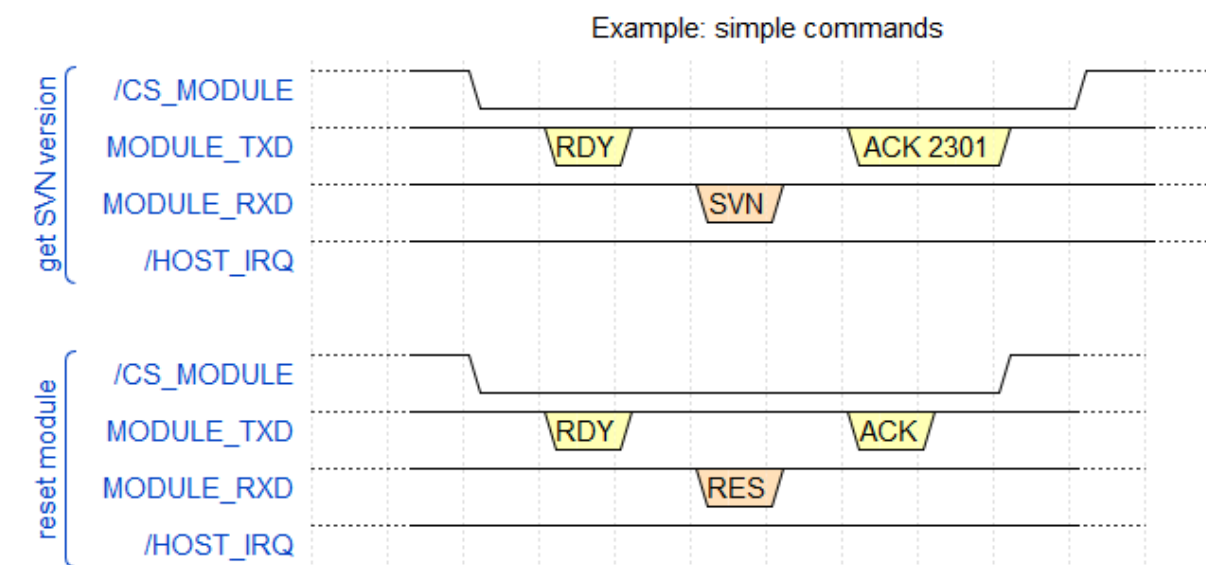 Example: simple commands
get SVN version
/CS_MODULE
MODULE_TXD
RDY
ACK 2301
MODULE_RXD
SVN
/HOST_IRQ
reset module
/CS_MODULE
MODULE_TXD
RDY
ACK
MODULE_RXD
RES
/HOST_IRQ